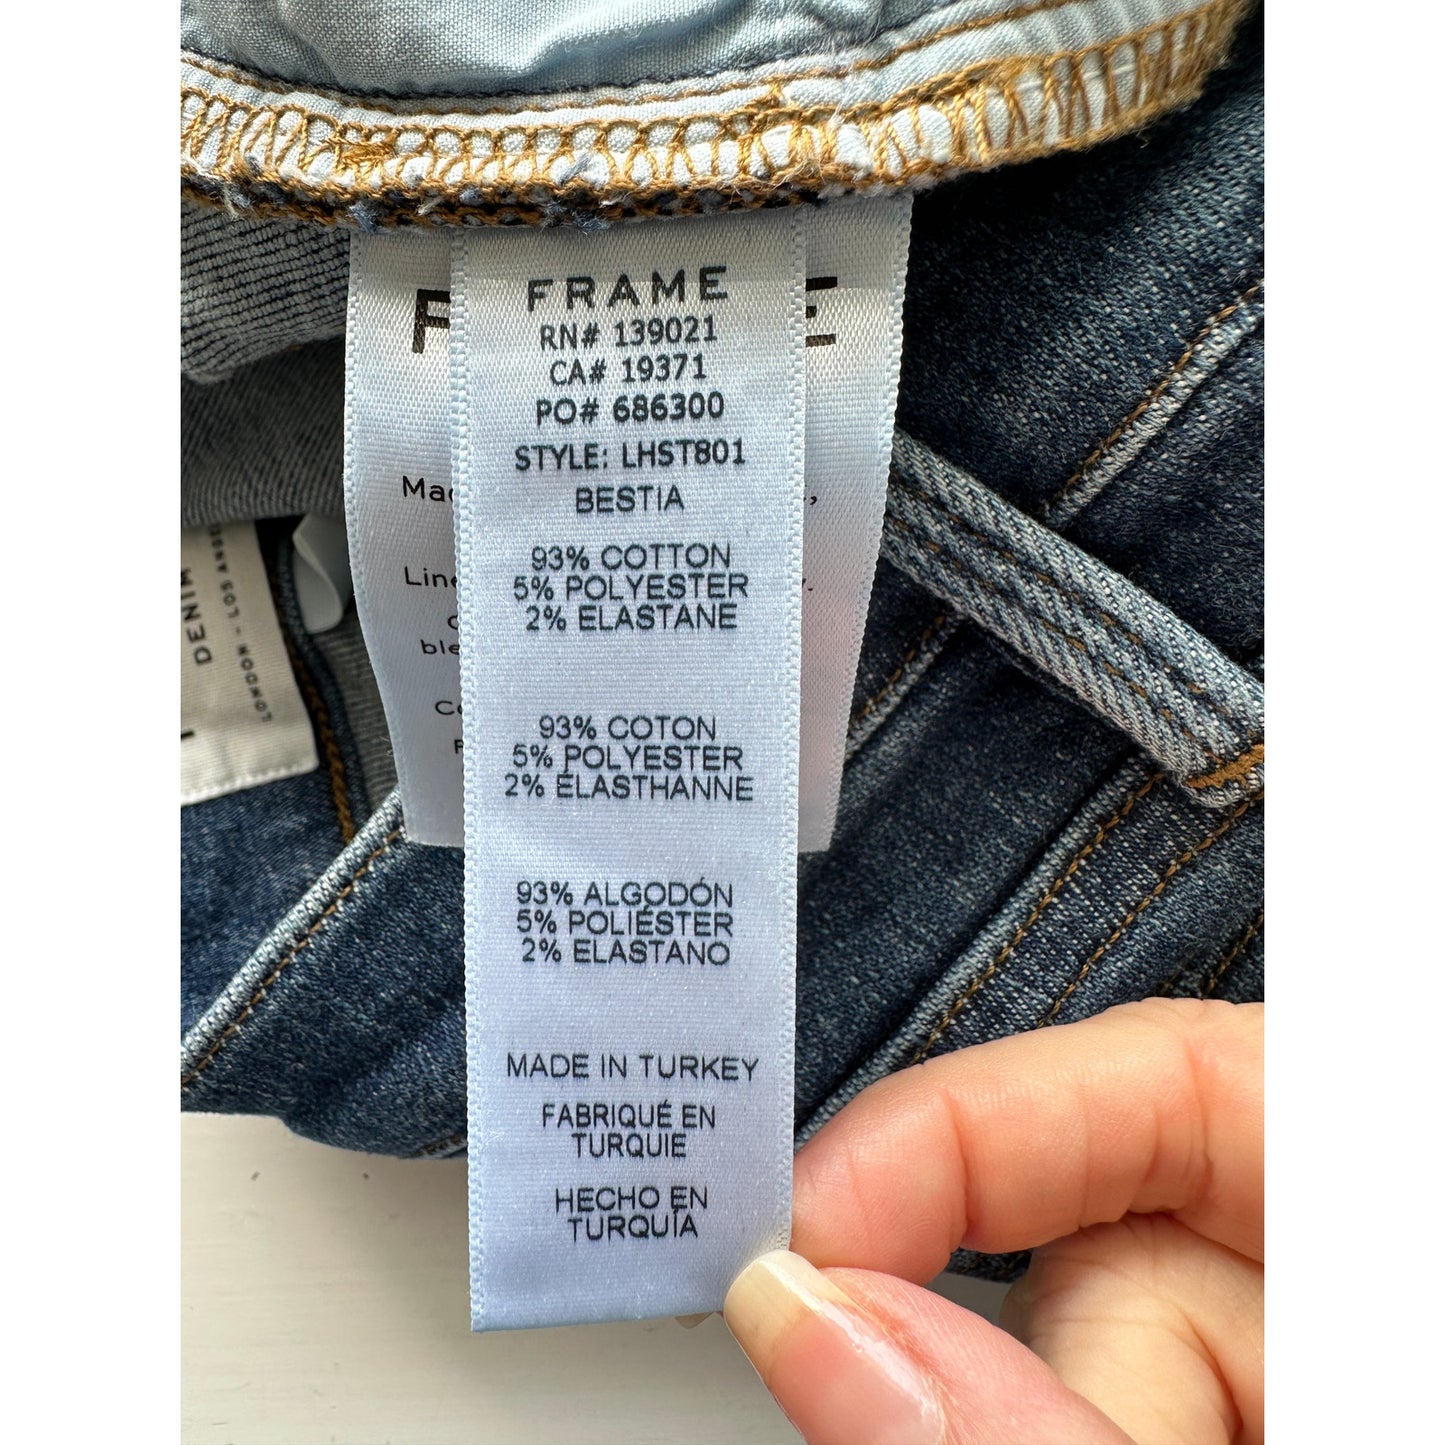 FRAME
RN# 139021
CA# 19371
PO# 686300
STYLE: LHST801
BESTIA
93% COTTON
5% POLYESTER
2% ELASTANE
93% COTON
5% POLYESTER
2% ÉLASTHANNE
93% ALGODÓN
5% POLIÉSTER
2% ELASTANO
MADE IN TURKEY
FABRIQUÉ EN
TURQUIE
HECHO EN
TURQUÍA
DENIM